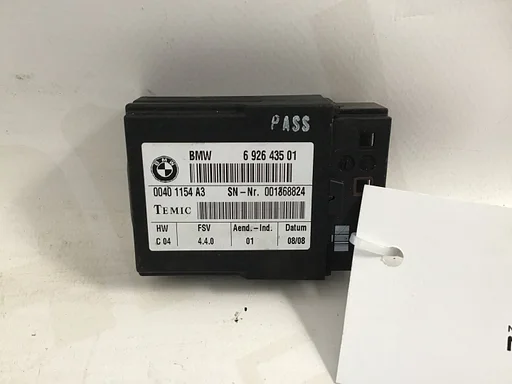 PASS
BMW 6 926 435 01
0040 1154 A3 SN-Nr. 001868824
TEMIC
HW FSV Aend.-Ind. Datum
C 04 4.4.0 01 08/08